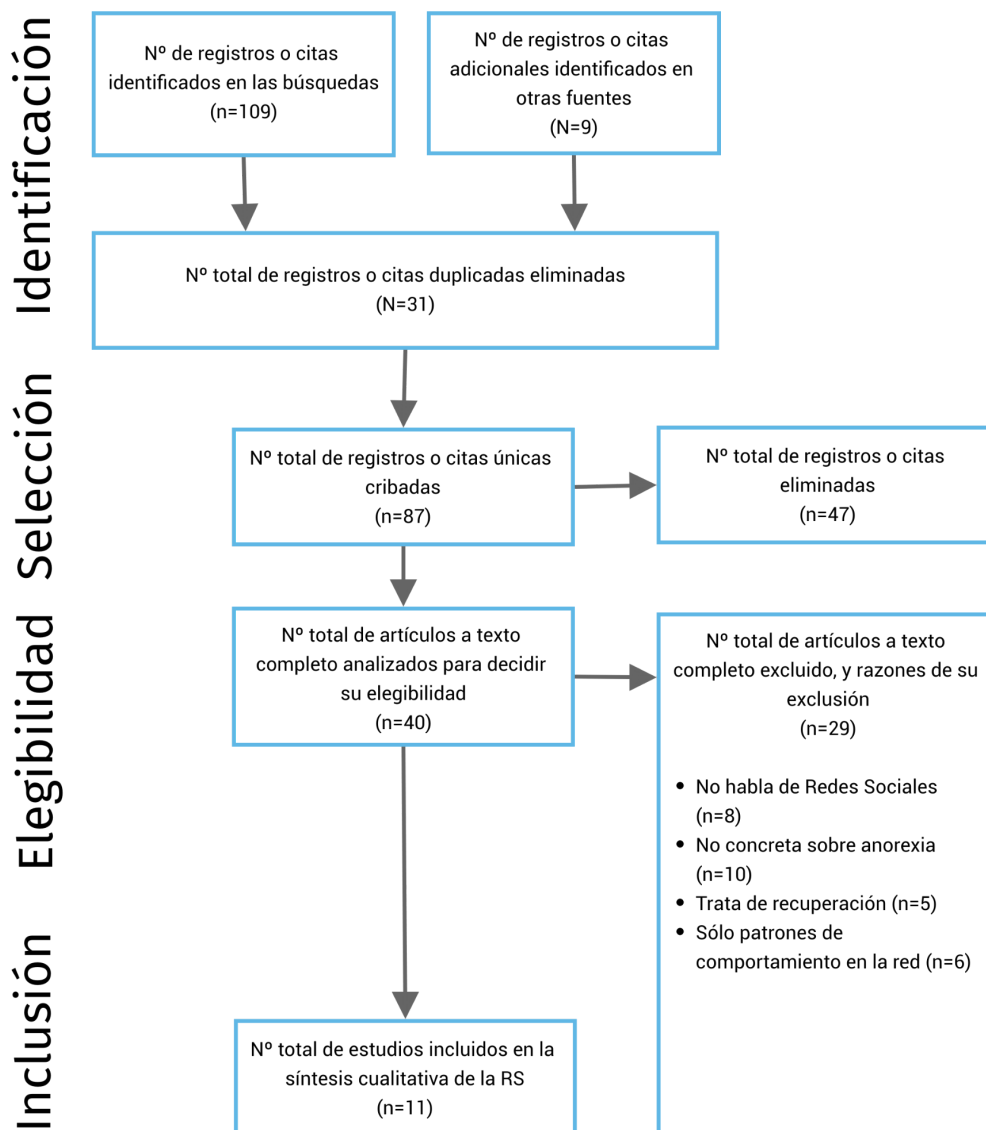 Identificación
Nº de registros o citas
identificados en las búsquedas
(n=109)
Nº de registros o citas
adicionales identificados en
otras fuentes
(N=9)
Nº total de registros o citas duplicadas eliminadas
(N=31)
Selección
Nº total de registros o citas únicas
cribadas
(n=87)
Nº total de registros o citas
eliminadas
(n=47)
Elegibilidad
Nº total de artículos a texto
completo analizados para decidir
su elegibilidad
(n=40)
Nº total de artículos a texto
completo excluido, y razones de su
exclusión
(n=29)
• No habla de Redes Sociales
(n=8)
• No concreta sobre anorexia
(n=10)
• Trata de recuperación (n=5)
• Sólo patrones de
comportamiento en la red (n=6)
Inclusión
Nº total de estudios incluidos en la
síntesis cualitativa de la RS
(n=11)